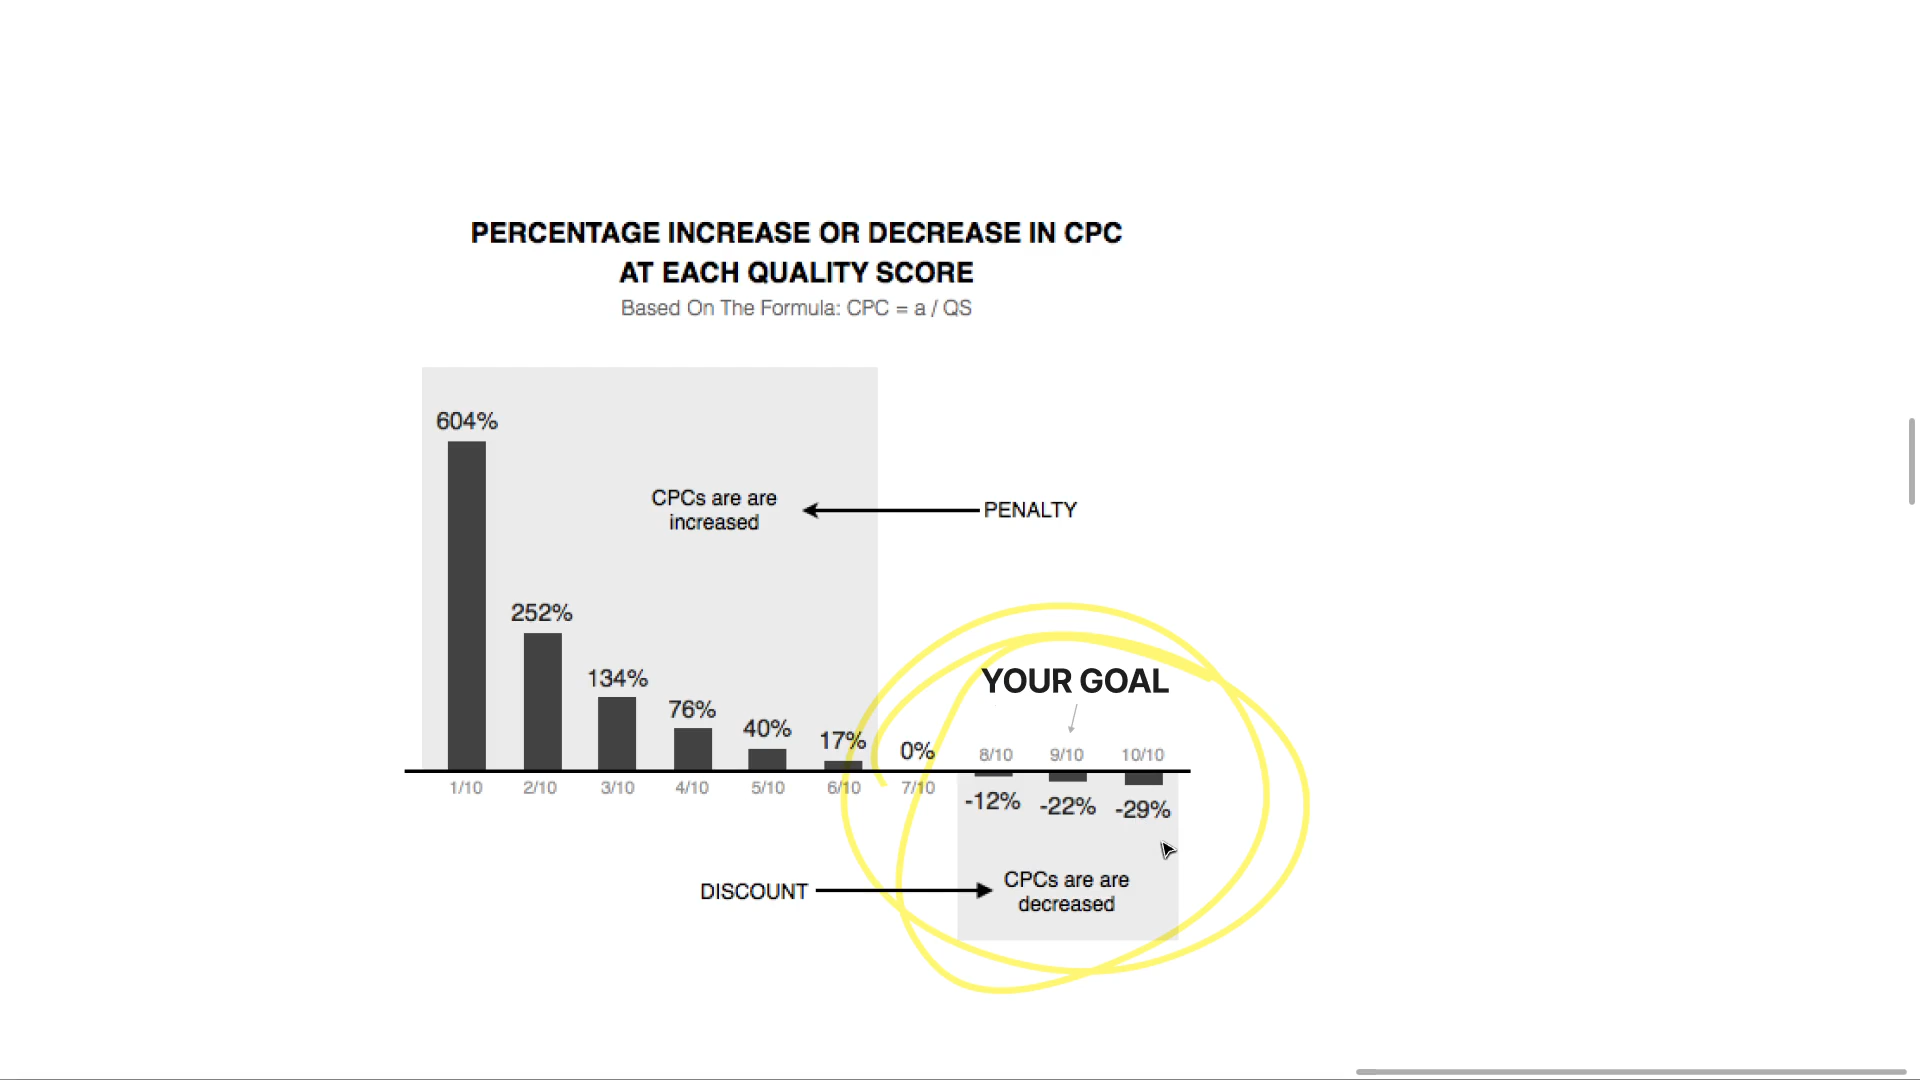 PERCENTAGE INCREASE OR DECREASE IN CPC
AT EACH QUALITY SCORE
Based On The Formula: CPC = a / QS
604%
CPCs are are
increased
PENALTY
252%
134%
76%
40%
17%
0%
YOUR GOAL
8/10 9/10 10/10
1/10 2/10 3/10 4/10 5/10 6/10 7/10
-12% -22% -29%
DISCOUNT
CPCs are are
decreased